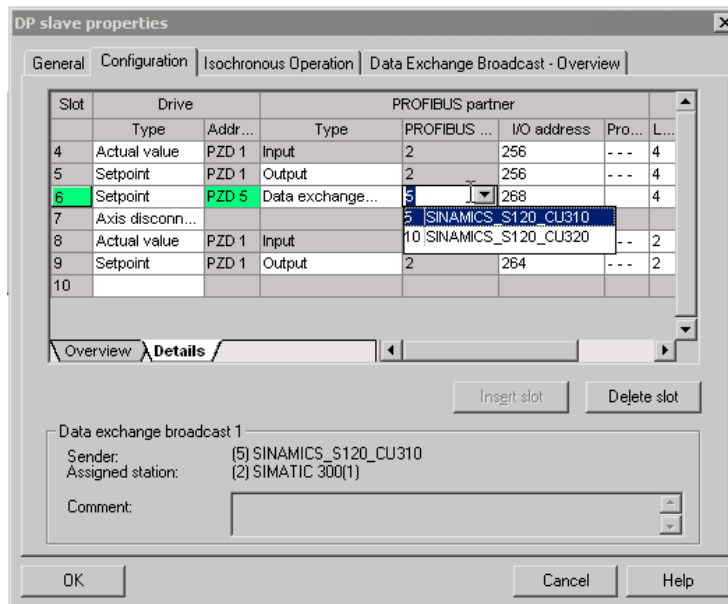 DP slave properties
General Configuration Isochronous Operation Data Exchange Broadcast - Overview
Slot Drive PROFIBUS partner
Type Addr... Type PROFIBUS ... I/O address Pro... L...
4 Actual value PZD 1 Input 2 256 --- 4
5 Setpoint PZD 1 Output 2 256 --- 4
6 Setpoint PZD 5 Data exchange... 5 268 4
7 Axis disconn... 5 SINAMICS_S120_CU310
8 Actual value PZD 1 Input 10 SINAMICS_S120_CU320 --- 2
9 Setpoint PZD 1 Output 2 264 --- 2
10
Overview Details
Insert slot Delete slot
Data exchange broadcast 1
Sender: (5) SINAMICS_S120_CU310
Assigned station: (2) SIMATIC 300(1)
Comment:
OK Cancel Help